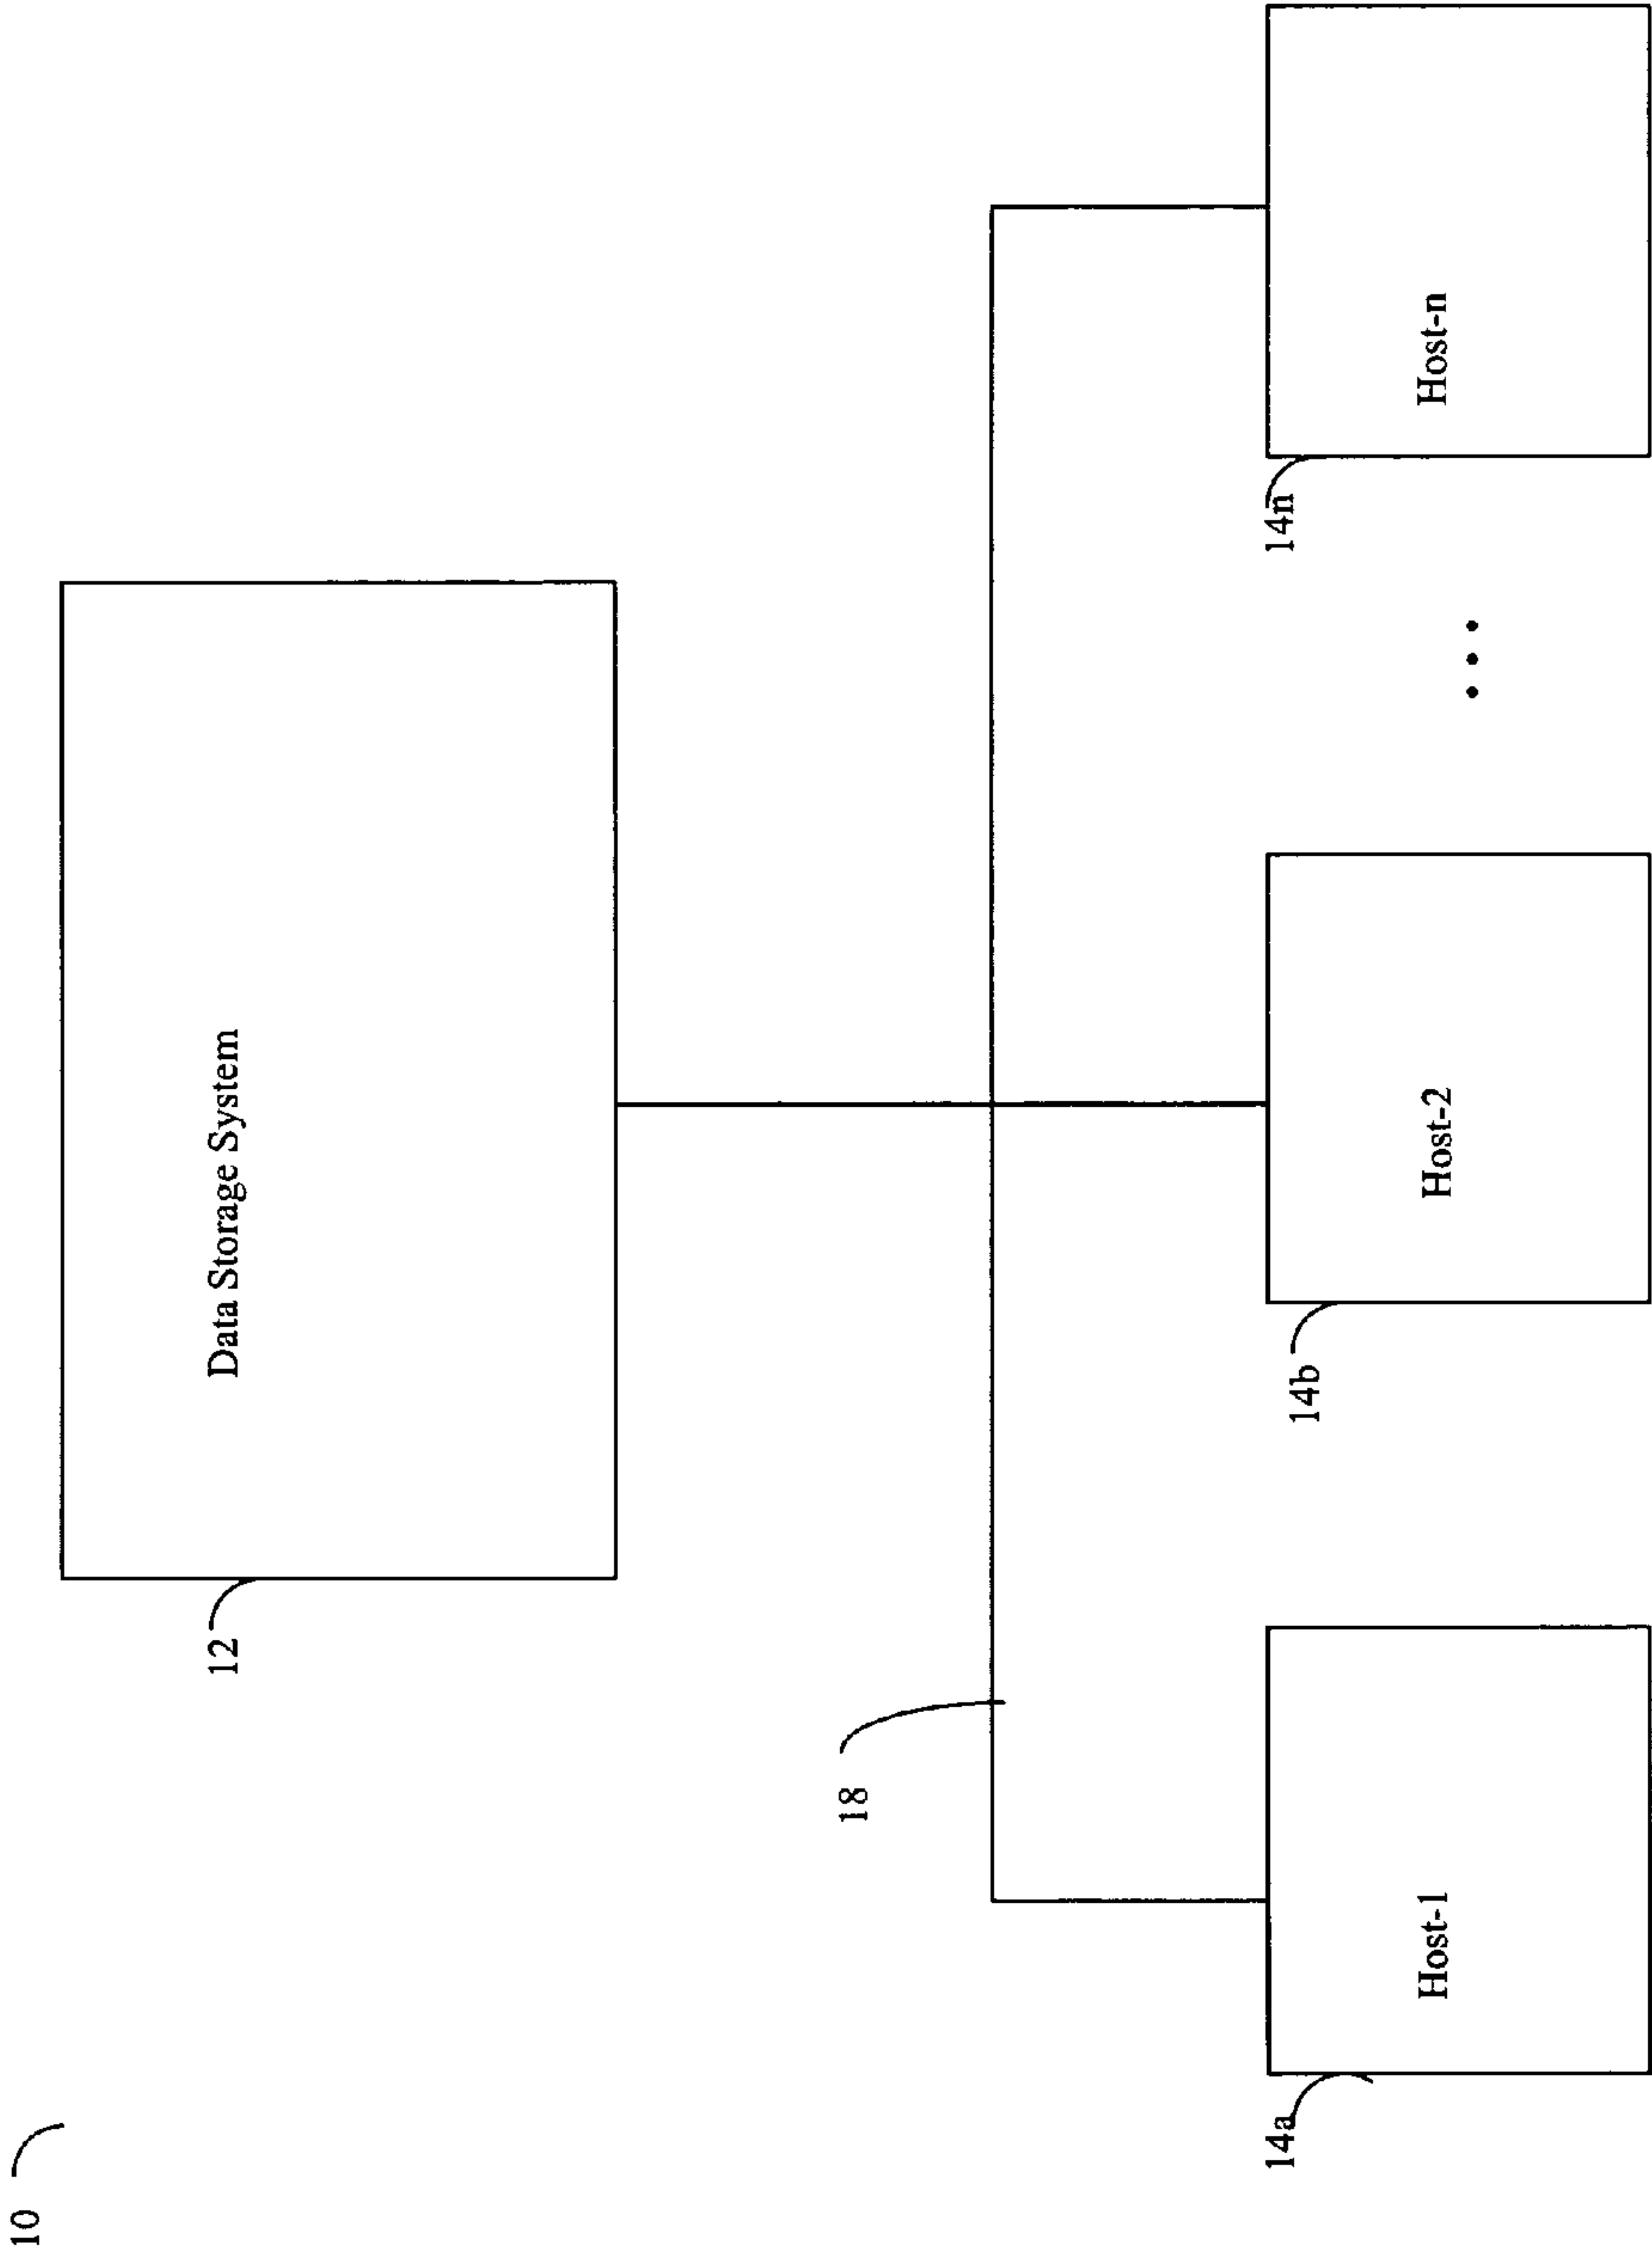 10
12
Data Storage System
18
14a
Host-1
14b
Host-2
...
14n
Host-n